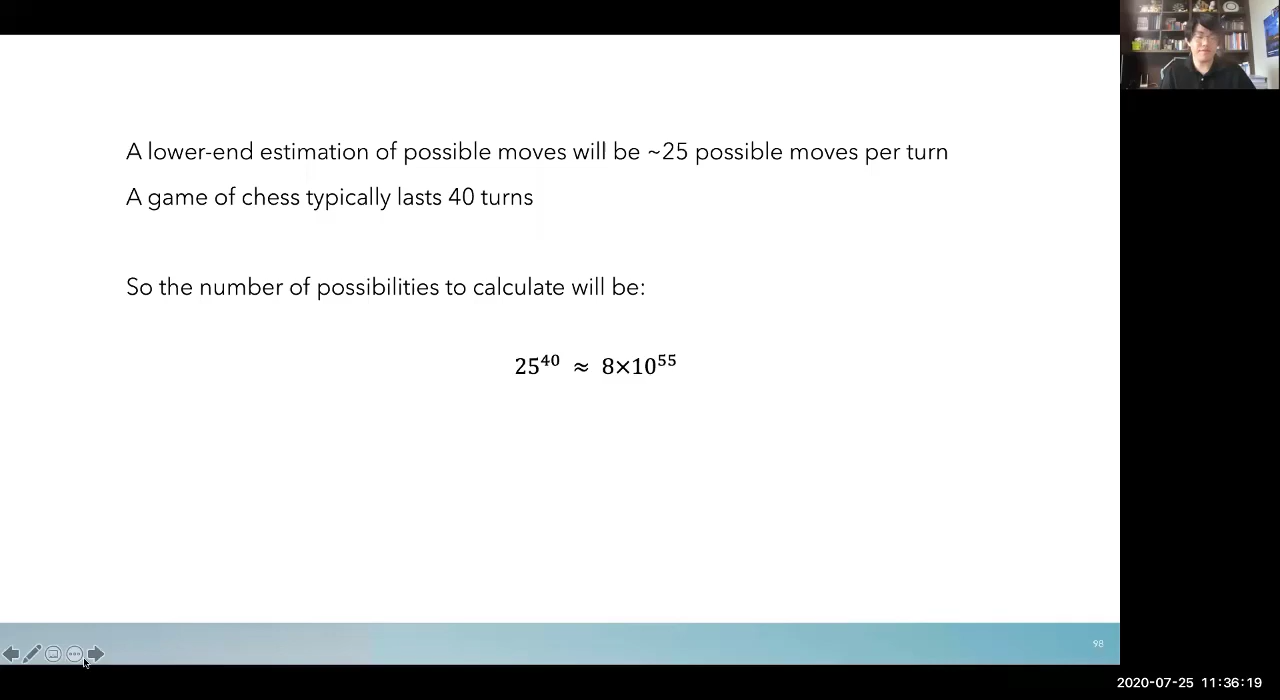 A lower-end estimation of possible moves will be ~25 possible moves per turn
A game of chess typically lasts 40 turns
So the number of possibilities to calculate will be:
25⁴⁰ ≈ 8×10⁵⁵
98
2020-07-25 11:36:19